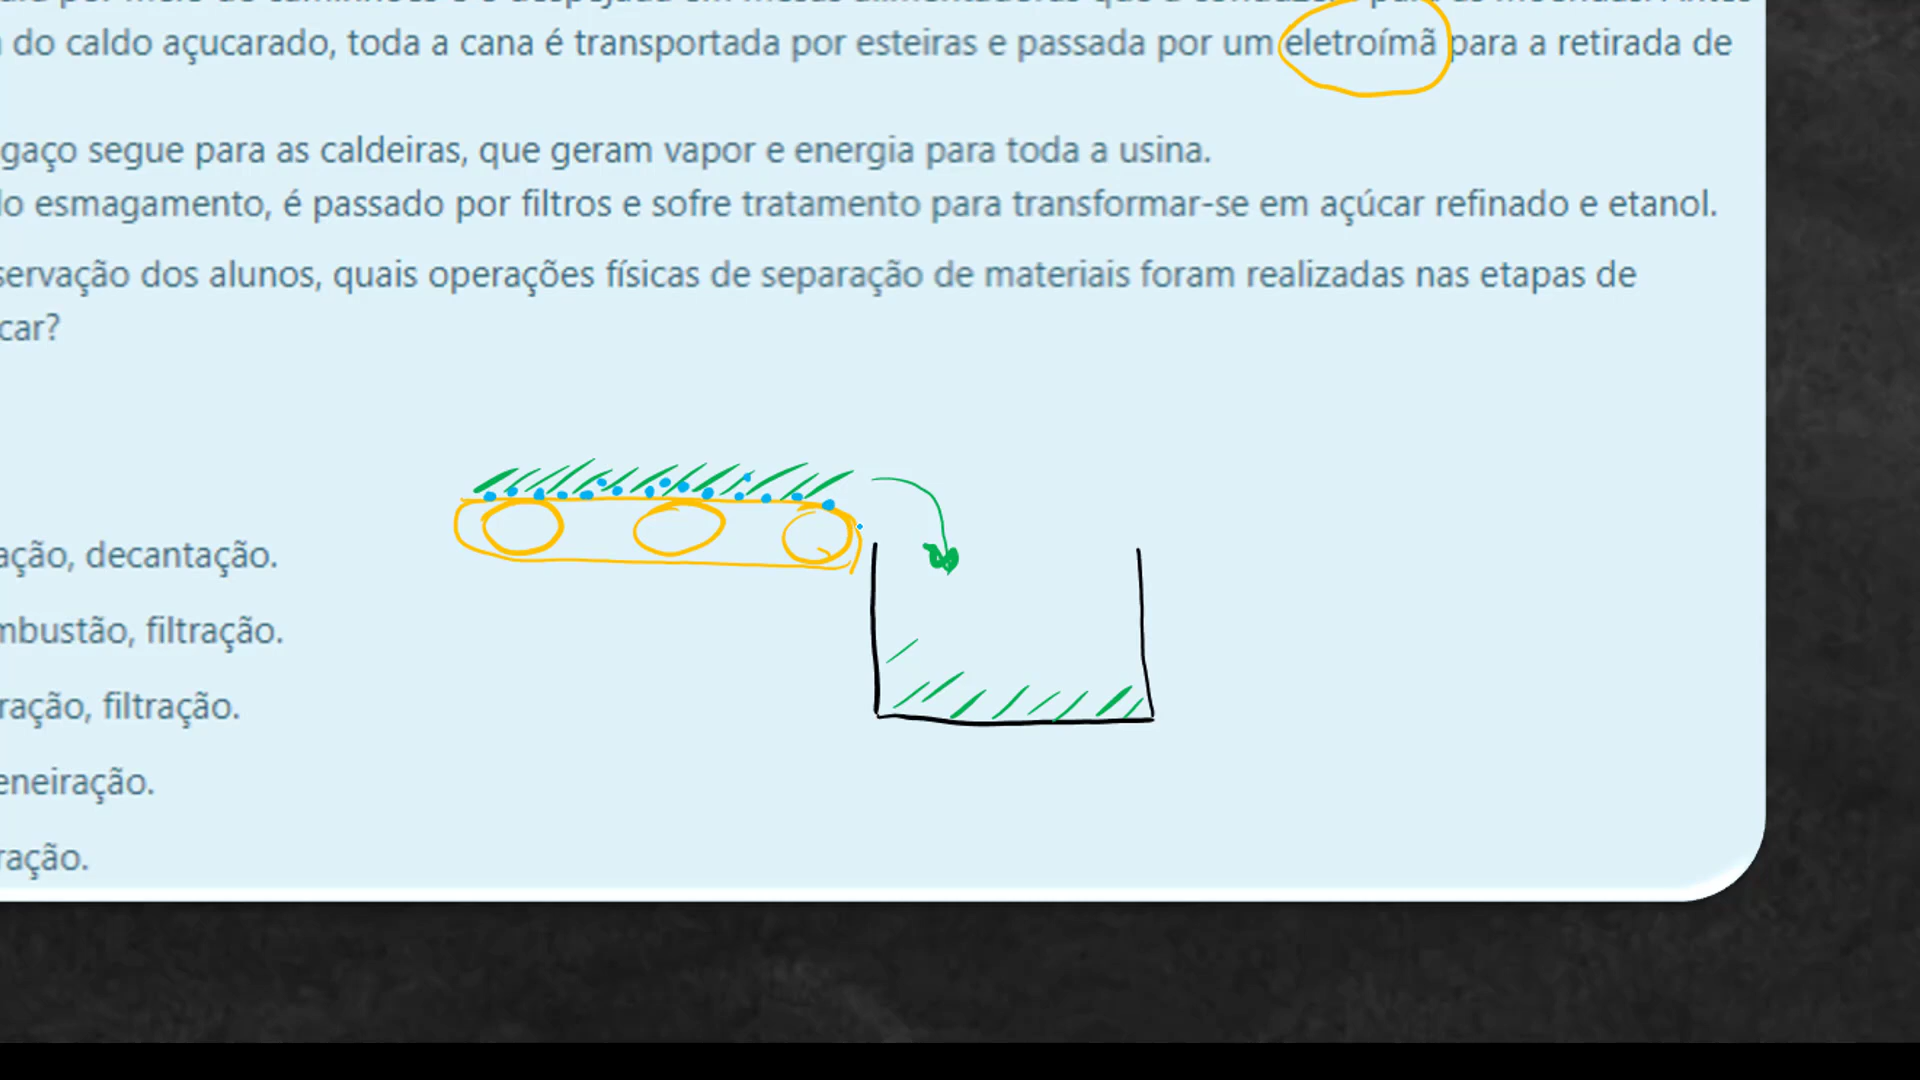 do caldo açucarado, toda a cana é transportada por esteiras e passada por um eletroímã para a retirada de
gaço segue para as caldeiras, que geram vapor e energia para toda a usina.
lo esmagamento, é passado por filtros e sofre tratamento para transformar-se em açúcar refinado e etanol.
servação dos alunos, quais operações físicas de separação de materiais foram realizadas nas etapas de
car?
ação, decantação.
mbustão, filtração.
ração, filtração.
eneiração.
ração.